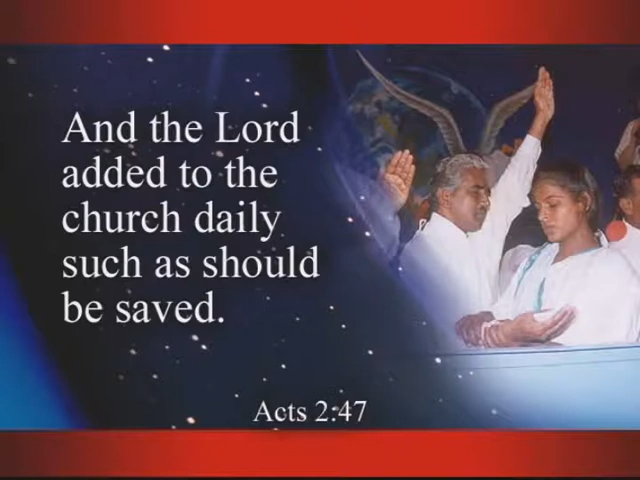 And the Lord
added to the
church daily
such as should
be saved.
Acts 2:47